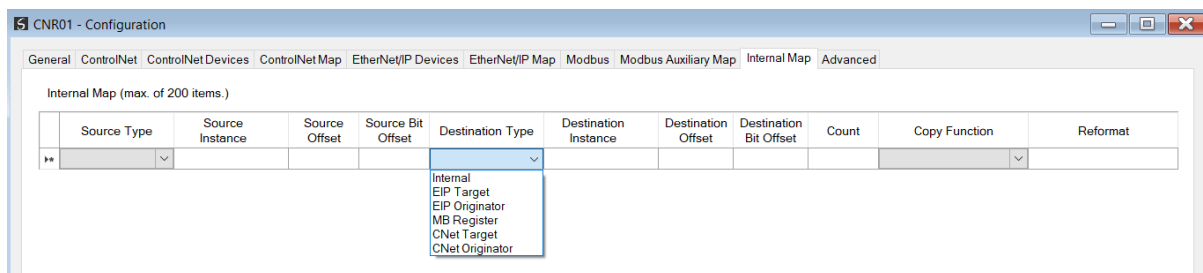 CNR01 - Configuration
General ControlNet ControlNet Devices ControlNet Map EtherNet/IP Devices EtherNet/IP Map Modbus Modbus Auxiliary Map Internal Map Advanced
Internal Map (max. of 200 items.)
Source Type Source Instance Source Offset Source Bit Offset Destination Type Destination Instance Destination Offset Destination Bit Offset Count Copy Function Reformat
Internal
EIP Target
EIP Originator
MB Register
CNet Target
CNet Originator